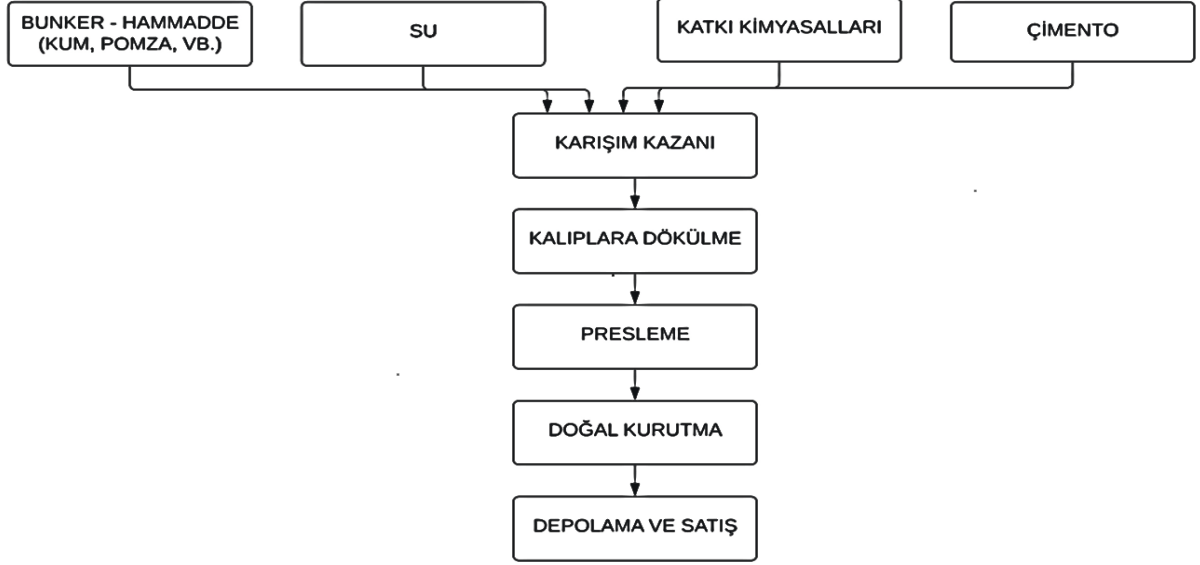 BUNKER - HAMMADDE
(KUM, POMZA, VB.)
SU
KATKI KİMYASALLARI
ÇİMENTO
KARIŞIM KAZANI
KALIPLARA DÖKÜLME
PRESLEME
DOĞAL KURUTMA
DEPOLAMA VE SATIŞ